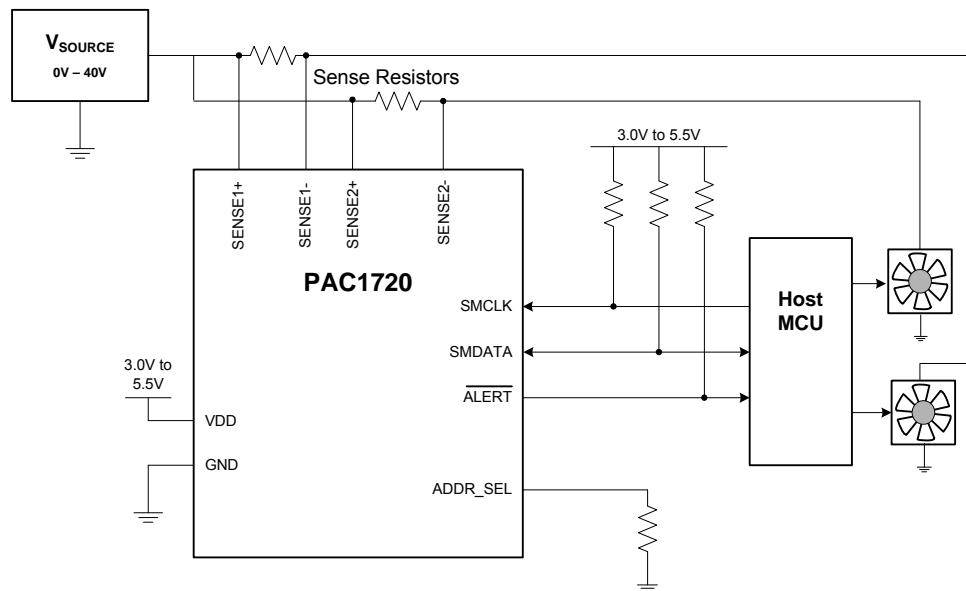 VSOURCE
0V – 40V
Sense Resistors
3.0V to 5.5V
SENSE1+
SENSE1-
SENSE2+
SENSE2-
PAC1720
SMCLK
SMDATA
ALERT
ADDR_SEL
Host
MCU
3.0V to
5.5V
VDD
GND